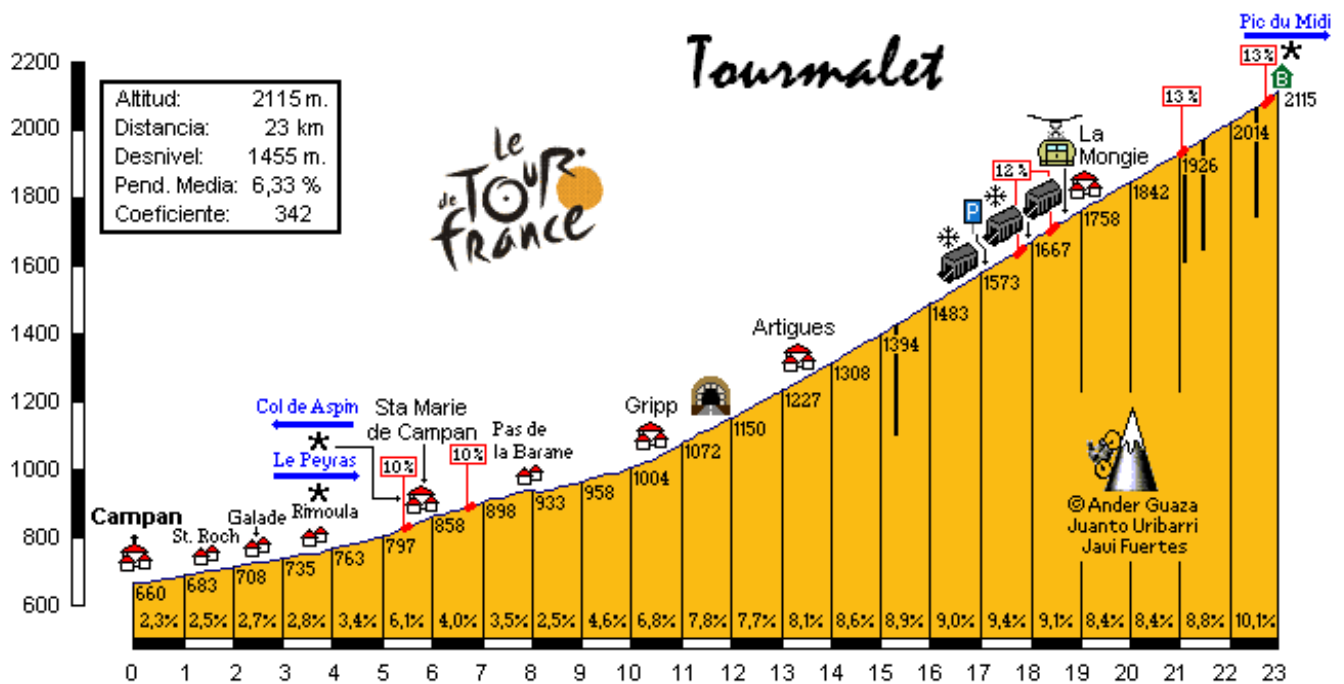 Tourmalet
Pic du Midi
Altitud: 2115 m.
Distancia: 23 km
Desnivel: 1455 m.
Pend. Media: 6,33 %
Coeficiente: 342
Le
de TOUR
france
2200
2000
1800
1600
1400
1200
1000
800
600
13%
B
2115
13 %
La
Mongie
12 %
P
Artigues
Gripp
Sta Marie
de Campan
Col de Aspin
Le Peyras
Pas de
la Barane
10%
10%
Rimoula
Galade
St. Roch
Campan
660 683 708 735 763 797 858 898 933 958 1004 1072 1150 1227 1308 1394 1483 1573 1667 1758 1842 1926 2014
© Ander Guaza
Juanto Uribarri
Jaui Fuertes
2,3% 2,5% 2,7% 2,8% 3,4% 6,1% 4,0% 3,5% 2,5% 4,6% 6,8% 7,8% 7,7% 8,1% 8,6% 8,9% 9,0% 9,4% 9,1% 8,4% 8,4% 8,8% 10,1%
0 1 2 3 4 5 6 7 8 9 10 11 12 13 14 15 16 17 18 19 20 21 22 23